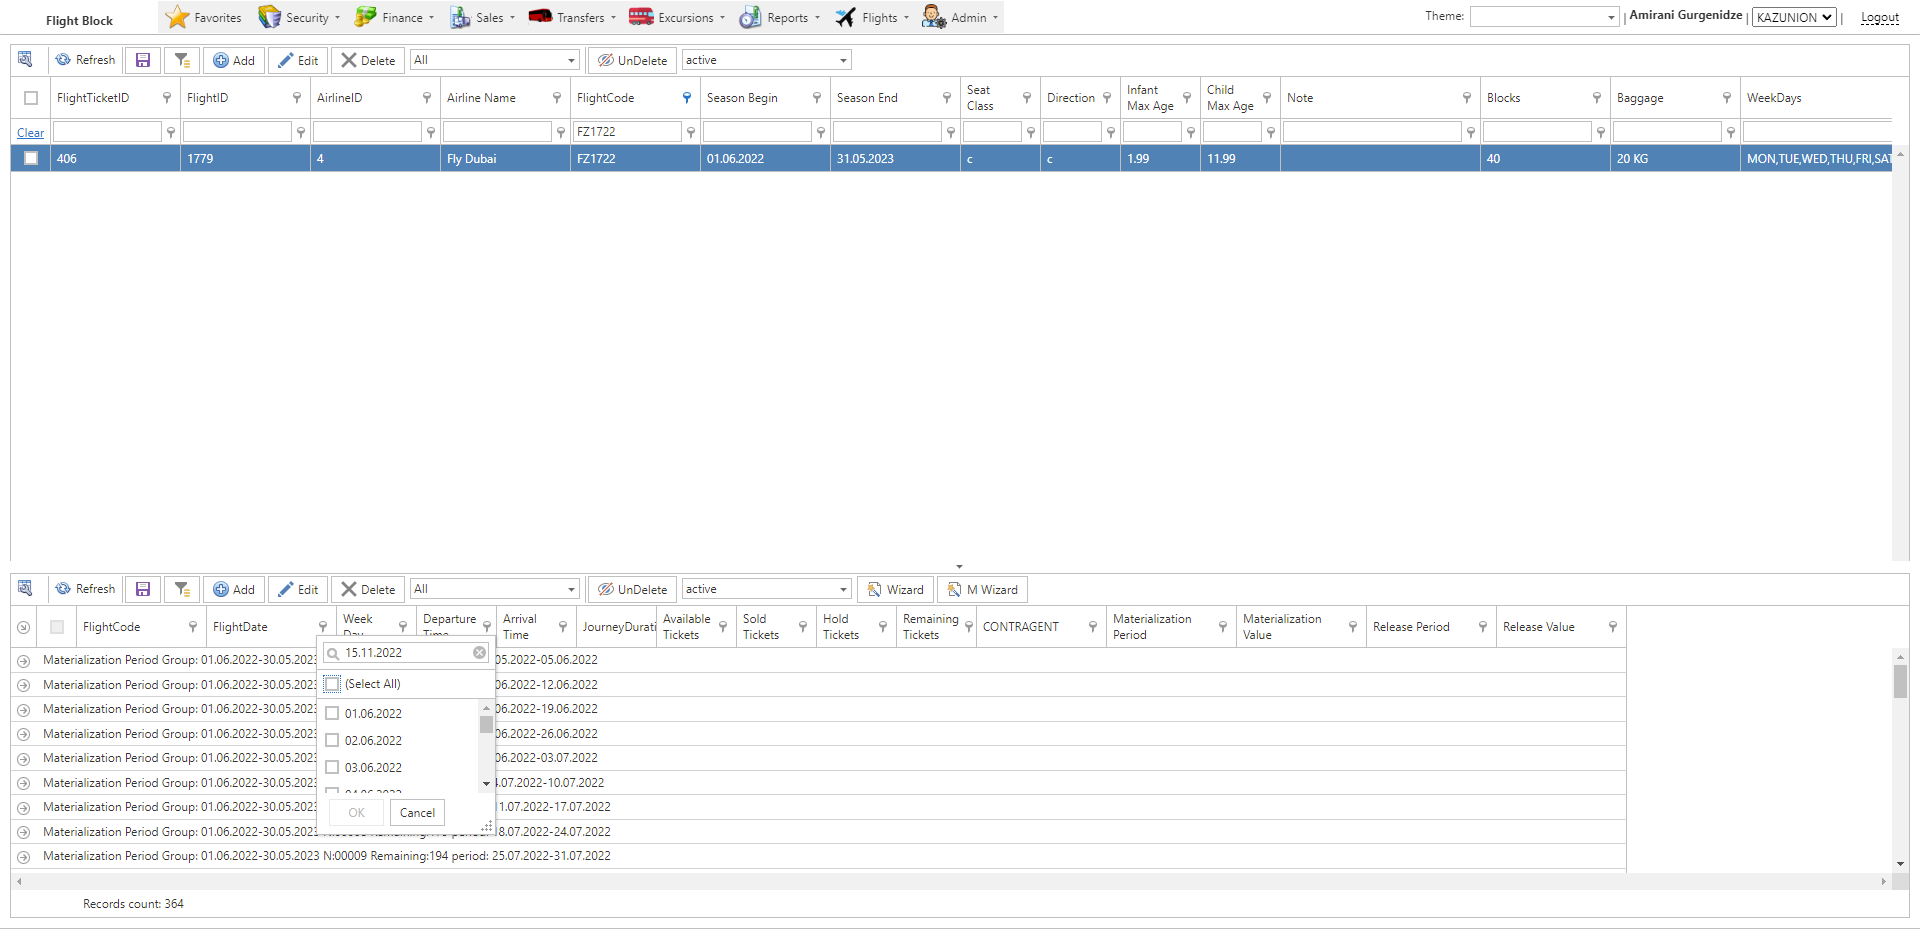 Flight Block
Favorites
Security
Finance
Sales
Transfers
Excursions
Reports
Flights
Admin
Theme:
| Amirani Gurgenidze |
KAZUNION
Logout
Refresh
Add
Edit
Delete
All
UnDelete
active
FlightTicketID
FlightID
AirlineID
Airline Name
FlightCode
Season Begin
Season End
Seat Class
Direction
Infant Max Age
Child Max Age
Note
Blocks
Baggage
WeekDays
Clear
FZ1722
406
1779
4
Fly Dubai
FZ1722
01.06.2022
31.05.2023
c
c
1.99
11.99
40
20 KG
MON,TUE,WED,THU,FRI,SAT
Refresh
Add
Edit
Delete
All
UnDelete
active
Wizard
M Wizard
FlightCode
FlightDate
Week Day
Departure Time
Arrival Time
JourneyDurati
Available Tickets
Sold Tickets
Hold Tickets
Remaining Tickets
CONTRAGENT
Materialization Period
Materialization Value
Release Period
Release Value
Materialization Period Group: 01.06.2022-30.05.2023
05.2022-05.06.2022
Materialization Period Group: 01.06.2022-30.05.2023
06.2022-12.06.2022
Materialization Period Group: 01.06.2022-30.05.2023
06.2022-19.06.2022
Materialization Period Group: 01.06.2022-30.05.2023
06.2022-26.06.2022
Materialization Period Group: 01.06.2022-30.05.2023
06.2022-03.07.2022
Materialization Period Group: 01.06.2022-30.05.2023
.07.2022-10.07.2022
Materialization Period Group: 01.06.2022-30.05.2023
11.07.2022-17.07.2022
Materialization Period Group: 01.06.2022-30.05.2023
18.07.2022-24.07.2022
Materialization Period Group: 01.06.2022-30.05.2023 N:00009 Remaining:194 period: 25.07.2022-31.07.2022
15.11.2022
(Select All)
01.06.2022
02.06.2022
03.06.2022
04.06.2022
OK
Cancel
Records count: 364